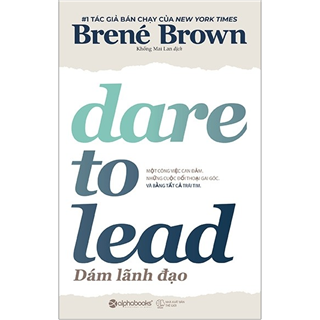 #1 TÁC GIẢ BÁN CHẠY CỦA NEW YORK TIMES
Brené Brown
Khổng Mai Lan dịch
dare
to
lead
MỘT CÔNG VIỆC CAN ĐẢM.
NHỮNG CUỘC ĐỐI THOẠI GAI GÓC.
VÀ BẰNG TẤT CẢ TRÁI TIM.
Dám lãnh đạo
alphabooks